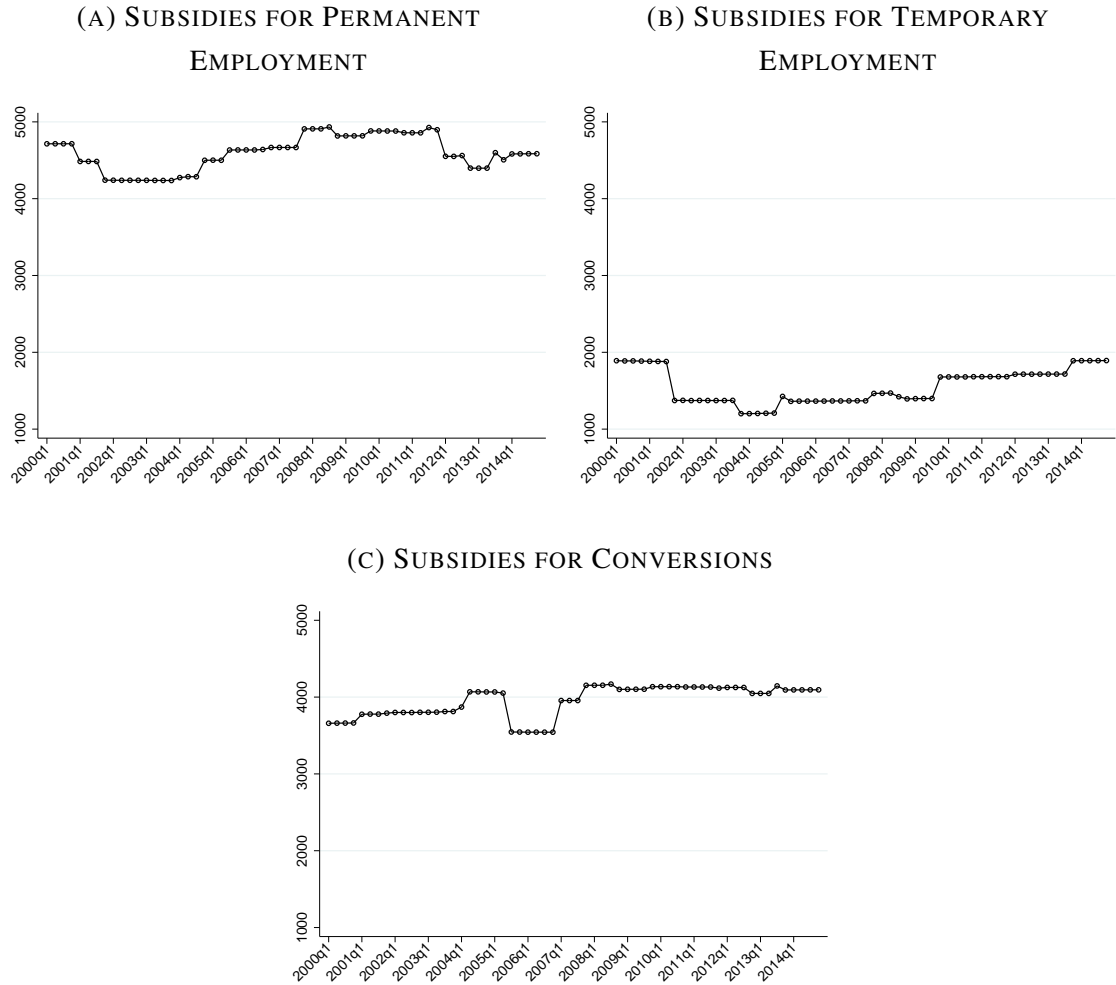 (A) SUBSIDIES FOR PERMANENT
EMPLOYMENT
5000
4000
3000
2000
1000
2000q1
2001q1
2002q1
2003q1
2004q1
2005q1
2006q1
2007q1
2008q1
2009q1
2010q1
2011q1
2012q1
2013q1
2014q1
(B) SUBSIDIES FOR TEMPORARY
EMPLOYMENT
5000
4000
3000
2000
1000
2000q1
2001q1
2002q1
2003q1
2004q1
2005q1
2006q1
2007q1
2008q1
2009q1
2010q1
2011q1
2012q1
2013q1
2014q1
(C) SUBSIDIES FOR CONVERSIONS
5000
4000
3000
2000
1000
2000q1
2001q1
2002q1
2003q1
2004q1
2005q1
2006q1
2007q1
2008q1
2009q1
2010q1
2011q1
2012q1
2013q1
2014q1